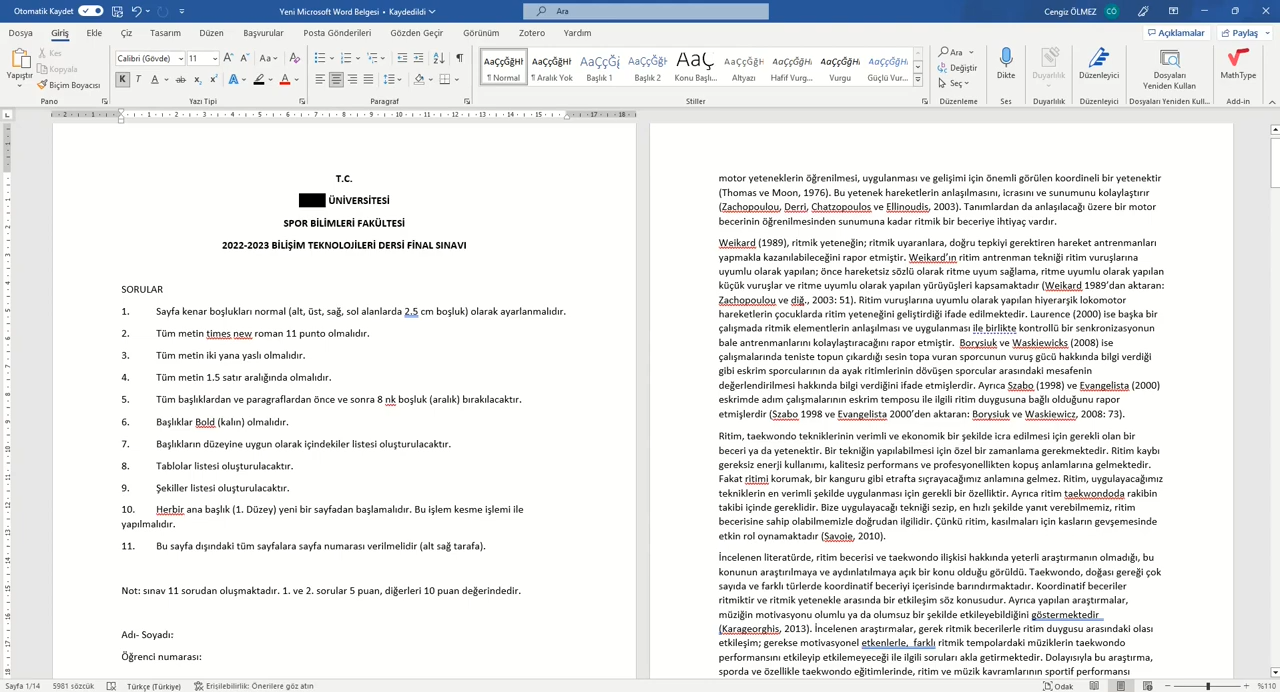 Otomatik Kaydet
Yeni Microsoft Word Belgesi • Kaydedildi
Ara
Cengiz ÖLMEZ
CÖ
Dosya Giriş Ekle Çiz Tasarım Düzen Başvurular Posta Gönderileri Gözden Geçir Görünüm Zotero Yardım
Açıklamalar
Paylaş
Yapıştır
Kes
Kopyala
Biçim Boyacısı
Calibri (Gövde) 11
AaÇçĞğHł AaÇçĞğHł AaÇçĞğ AaÇçĞğH AaÇ AaÇçĞğH AaÇçĞğHł AaÇçĞğHł AaÇçĞğHł
¶ Normal ¶ Aralık Yok Başlık 1 Başlık 2 Konu Başlı... Altyazı Hafif Vurg... Vurgu Güçlü Vur...
Ara
Değiştir
Seç
Dikte
Duyarlılık
Düzenleyici
Dosyaları Yeniden Kullan
MathType
Pano Yazı Tipi Paragraf Stiller Düzenleme Ses Duyarlılık Düzenleyici Dosyaları Yeniden Kull... Add-in
T.C.
ÜNİVERSİTESİ
SPOR BİLİMLERİ FAKÜLTESİ
2022-2023 BİLİŞİM TEKNOLOJİLERİ DERSİ FİNAL SINAVI
SORULAR
1. Sayfa kenar boşlukları normal (alt, üst, sağ, sol alanlarda 2.5 cm boşluk) olarak ayarlanmalıdır.
2. Tüm metin times new roman 11 punto olmalıdır.
3. Tüm metin iki yana yaslı olmalıdır.
4. Tüm metin 1.5 satır aralığında olmalıdır.
5. Tüm başlıklardan ve paragraflardan önce ve sonra 8 nk boşluk (aralık) bırakılacaktır.
6. Başlıklar Bold (kalın) olmalıdır.
7. Başlıkların düzeyine uygun olarak içindekiler listesi oluşturulacaktır.
8. Tablolar listesi oluşturulacaktır.
9. Şekiller listesi oluşturulacaktır.
10. Herbir ana başlık (1. Düzey) yeni bir sayfadan başlamalıdır. Bu işlem kesme işlemi ile
yapılmalıdır.
11. Bu sayfa dışındaki tüm sayfalara sayfa numarası verilmelidir (alt sağ tarafa).
Not: sınav 11 sorudan oluşmaktadır. 1. ve 2. sorular 5 puan, diğerleri 10 puan değerindedir.
Adı- Soyadı:
Öğrenci numarası:
motor yeteneklerin öğrenilmesi, uygulanması ve gelişimi için önemli görülen koordineli bir yetenektir
(Thomas ve Moon, 1976). Bu yetenek hareketlerin anlaşılmasını, icrasını ve sunumunu kolaylaştırır
(Zachopoulou, Derri, Chatzopoulos ve Ellinoudis, 2003). Tanımlardan da anlaşılacağı üzere bir motor
becerinin öğrenilmesinden sunumuna kadar ritmik bir beceriye ihtiyaç vardır.
Weikard (1989), ritmik yeteneğin; ritmik uyaranlara, doğru tepkiyi gerektiren hareket antrenmanları
yapmakla kazanılabileceğini rapor etmiştir. Weikard'ın ritim antrenman tekniği ritim vuruşlarına
uyumlu olarak yapılan; önce hareketsiz sözlü olarak ritme uyum sağlama, ritme uyumlu olarak yapılan
küçük vuruşlar ve ritme uyumlu olarak yapılan yürüyüşleri kapsamaktadır (Weikard 1989'dan aktaran:
Zachopoulou ve diğ., 2003: 51). Ritim vuruşlarına uyumlu olarak yapılan hiyerarşik lokomotor
hareketlerin çocuklarda ritim yeteneğini geliştirdiği ifade edilmektedir. Laurence (2000) ise başka bir
çalışmada ritmik elementlerin anlaşılması ve uygulanması ile birlikte kontrollü bir senkronizasyonun
bale antrenmanlarını kolaylaştıracağını rapor etmiştir. Borysiuk ve Waskiewicks (2008) ise
çalışmalarında teniste topun çıkardığı sesin topa vuran sporcunun vuruş gücü hakkında bilgi verdiği
gibi eskrim sporcularının da ayak ritimlerinin dövüşen sporcular arasındaki mesafenin
değerlendirilmesi hakkında bilgi verdiğini ifade etmişlerdir. Ayrıca Szabo (1998) ve Evangelista (2000)
eskrimde adım çalışmalarının eskrim temposu ile ilgili ritim duygusuna bağlı olduğunu rapor
etmişlerdir (Szabo 1998 ve Evangelista 2000'den aktaran: Borysiuk ve Waskiewicz, 2008: 73).
Ritim, taekwondo tekniklerinin verimli ve ekonomik bir şekilde icra edilmesi için gerekli olan bir
beceri ya da yetenektir. Bir tekniğin yapılabilmesi için özel bir zamanlama gerekmektedir. Ritim kaybı
gereksiz enerji kullanımı, kalitesiz performans ve profesyonellikten kopuş anlamlarına gelmektedir.
Fakat ritimi korumak, bir kanguru gibi etrafta sıçrayacağımız anlamına gelmez. Ritim, uygulayacağımız
tekniklerin en verimli şekilde uygulanması için gerekli bir özelliktir. Ayrıca ritim taekwondoda rakibin
takibi içinde gereklidir. Bize uygulayacağı tekniği sezip, en hızlı şekilde yanıt verebilmemiz, ritim
becerisine sahip olabilmemizle doğrudan ilgilidir. Çünkü ritim, kasılmaları için kasların gevşemesinde
etkin rol oynamaktadır (Savoie, 2010).
İncelenen literatürde, ritim becerisi ve taekwondo ilişkisi hakkında yeterli araştırmanın olmadığı, bu
konunun araştırılmaya ve aydınlatılmaya açık bir konu olduğu görüldü. Taekwondo, doğası gereği çok
sayıda ve farklı türlerde koordinatif beceriyi içerisinde barındırmaktadır. Koordinatif beceriler
ritmiktir ve ritmik yetenekle arasında bir etkileşim söz konusudur. Ayrıca yapılan araştırmalar,
müziğin motivasyonu olumlu ya da olumsuz bir şekilde etkileyebildiğini göstermektedir
(Karageorghis, 2013). İncelenen araştırmalar, gerek ritmik becerilerle ritim duygusu arasındaki olası
etkileşim; gerekse motivasyonel etkenlerle, farklı ritim tempolardaki müziklerin taekwondo
performansını etkileyip etkilemeyeceği ile ilgili soruları akla getirmektedir. Dolayısıyla bu araştırma,
sporda ve özellikle taekwondo eğitimlerinde, ritim ve müzik kavramlarının sportif performansı
Sayfa 1/14 5981 sözcük Türkçe (Türkiye) Erişilebilirlik: Önerilere göz atın
Odak
%110